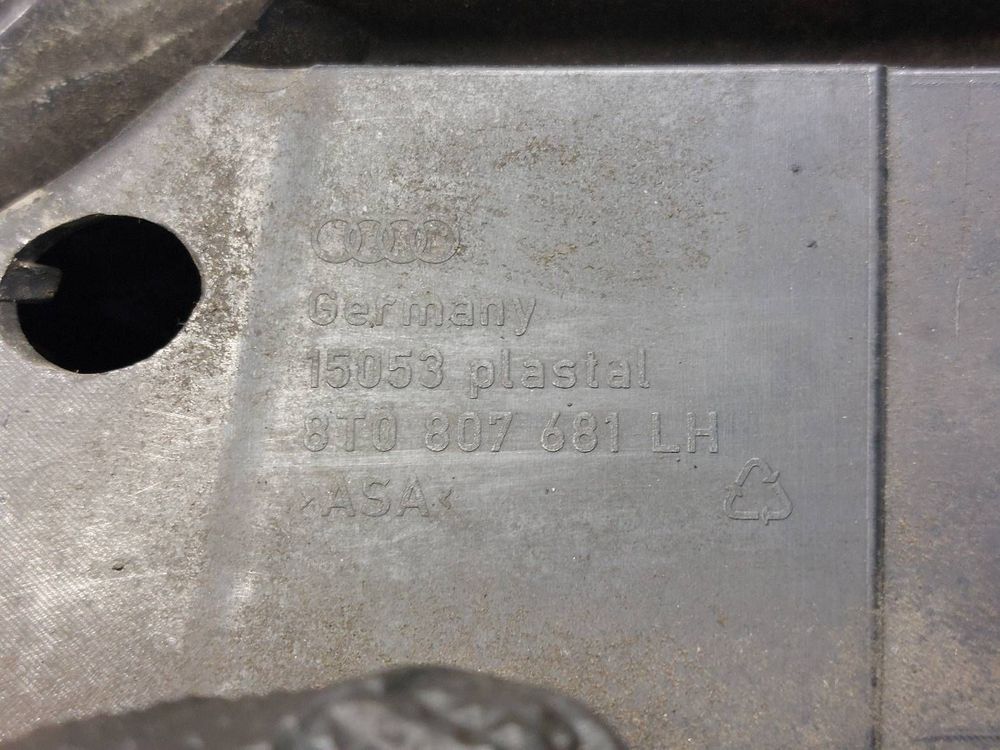 Germany
15053 plastal
8T0 807 681 LH
>ASA<